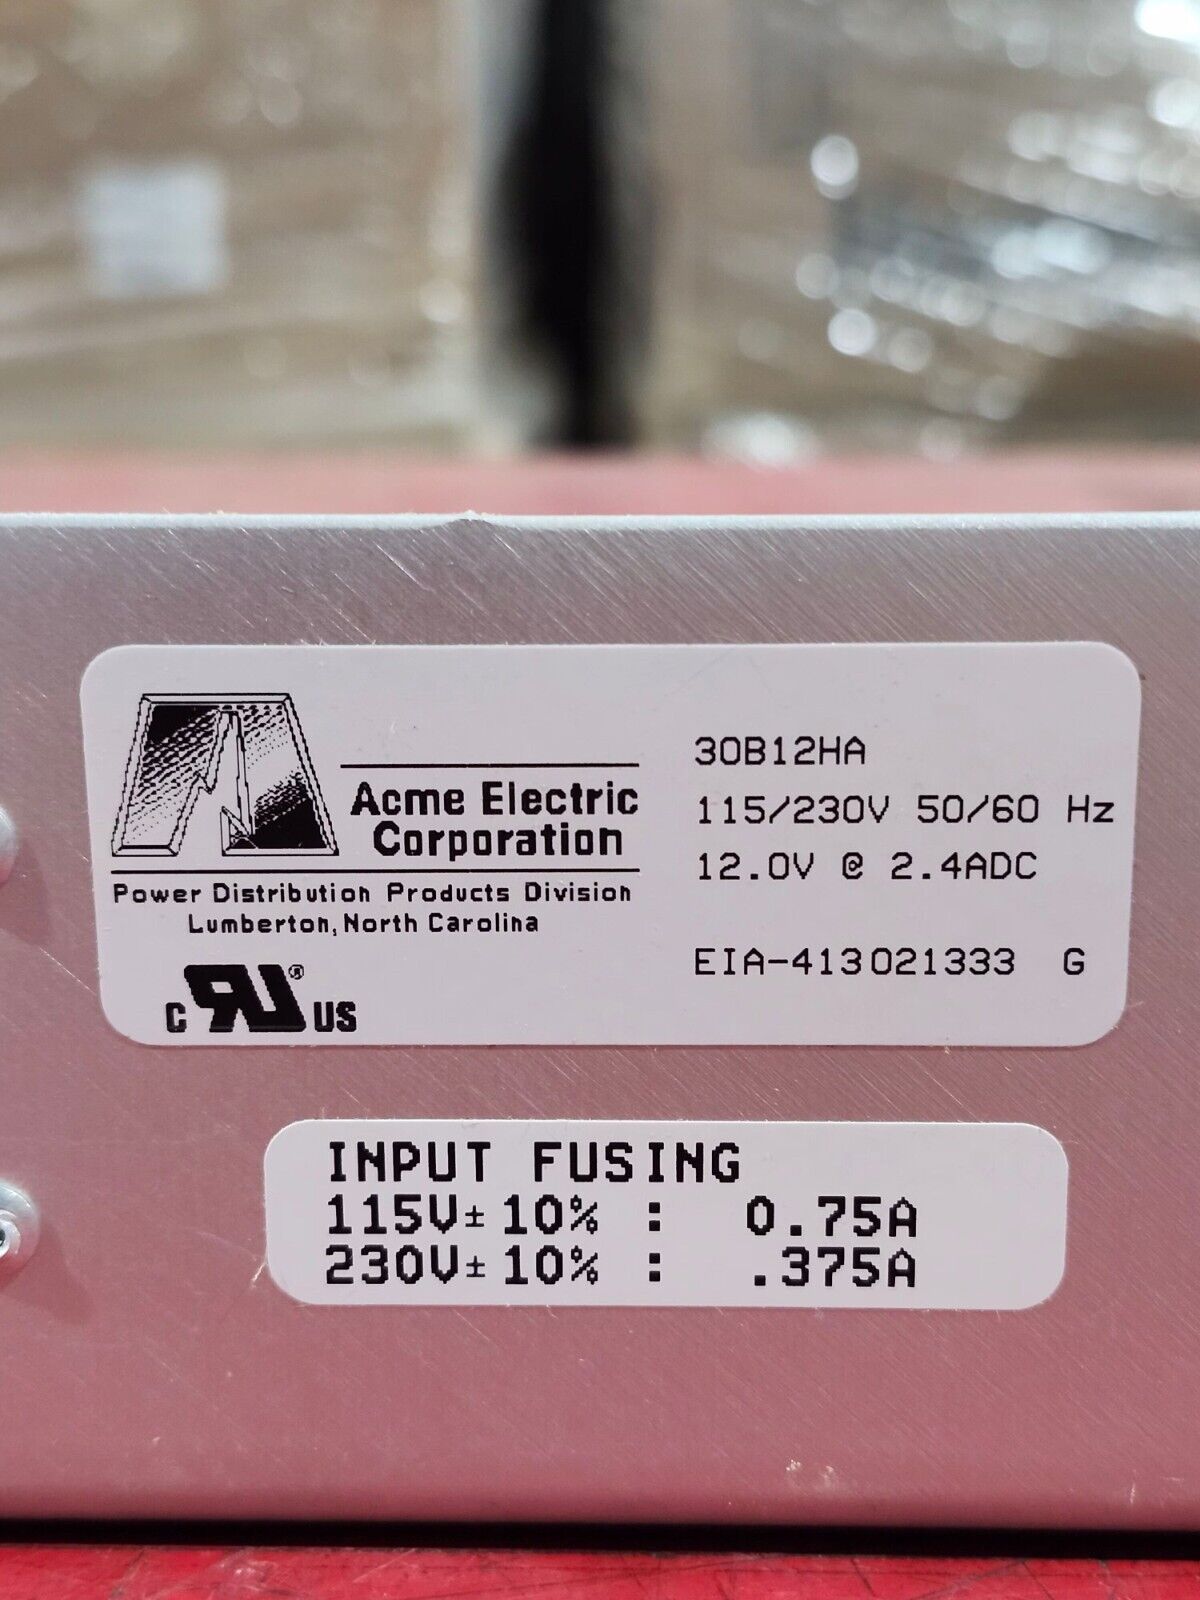 Acme Electric
Corporation
Power Distribution Products Division
Lumberton, North Carolina
C RU® US
30B12HA
115/230V 50/60 Hz
12.0V @ 2.4ADC
EIA-413021333 G
INPUT FUSING
115V± 10% : 0.75A
230V± 10% : .375A